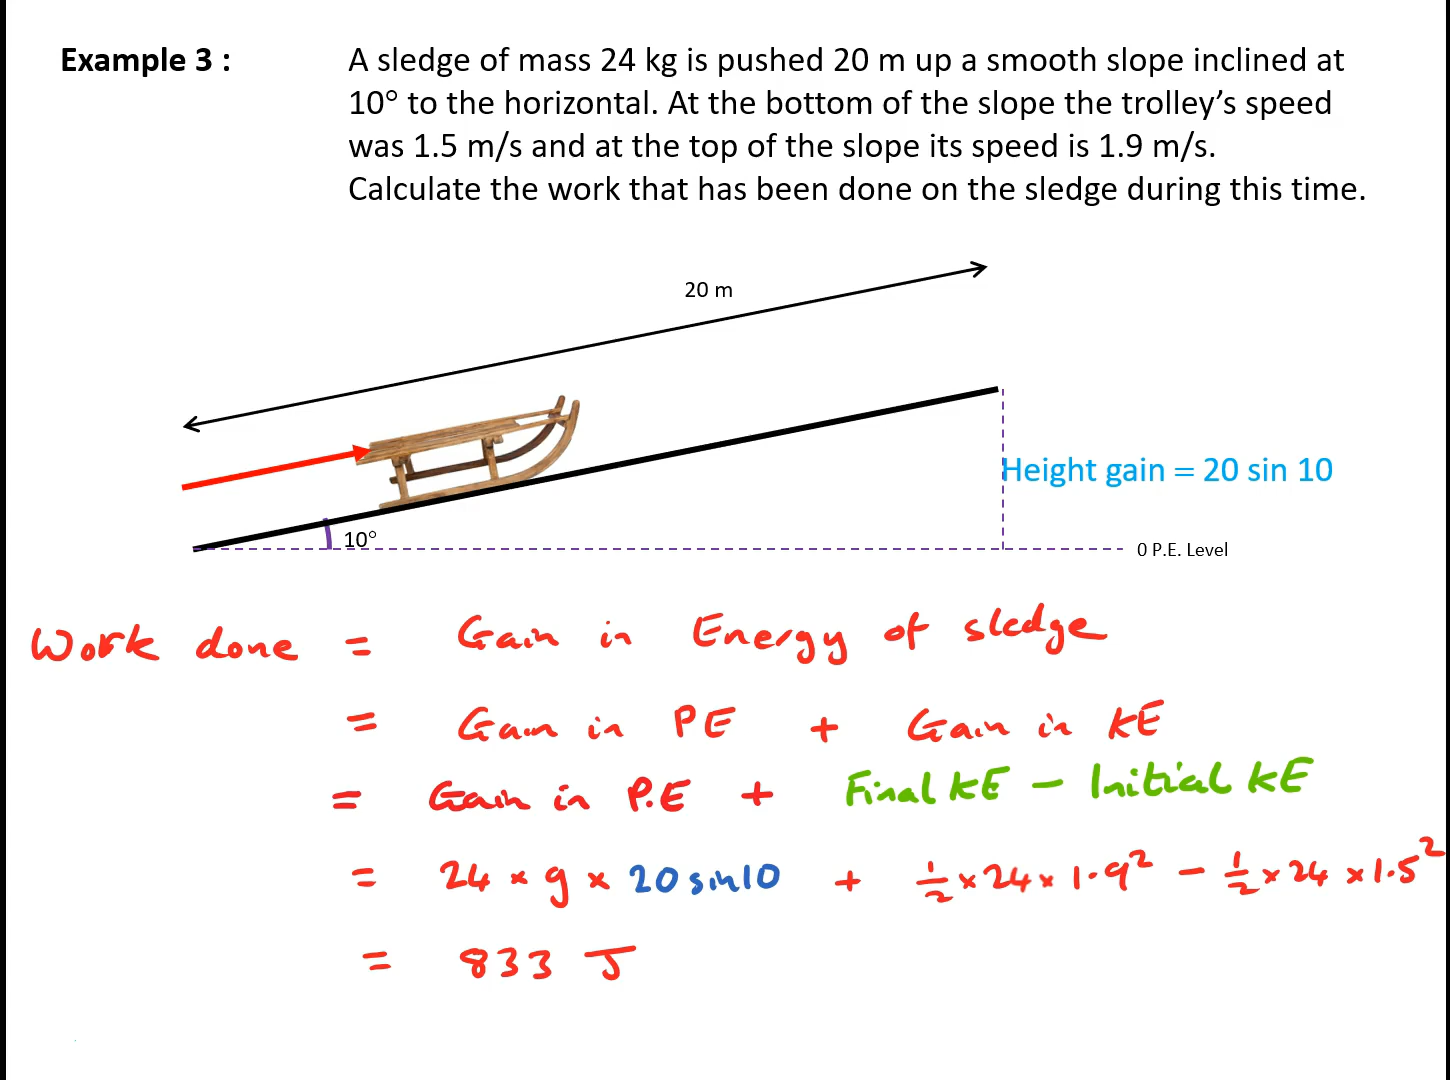 Example 3 :
A sledge of mass 24 kg is pushed 20 m up a smooth slope inclined at
10° to the horizontal. At the bottom of the slope the trolley’s speed
was 1.5 m/s and at the top of the slope its speed is 1.9 m/s.
Calculate the work that has been done on the sledge during this time.
20 m
Height gain = 20 sin 10
10°
0 P.E. Level
Work done = Gain in Energy of sledge
= Gain in PE + Gain in KE
= Gain in P.E + Final KE - Initial KE
= 24 × g × 20 sin 10 + ½ × 24 × 1.9² - ½ × 24 × 1.5²
= 833 J